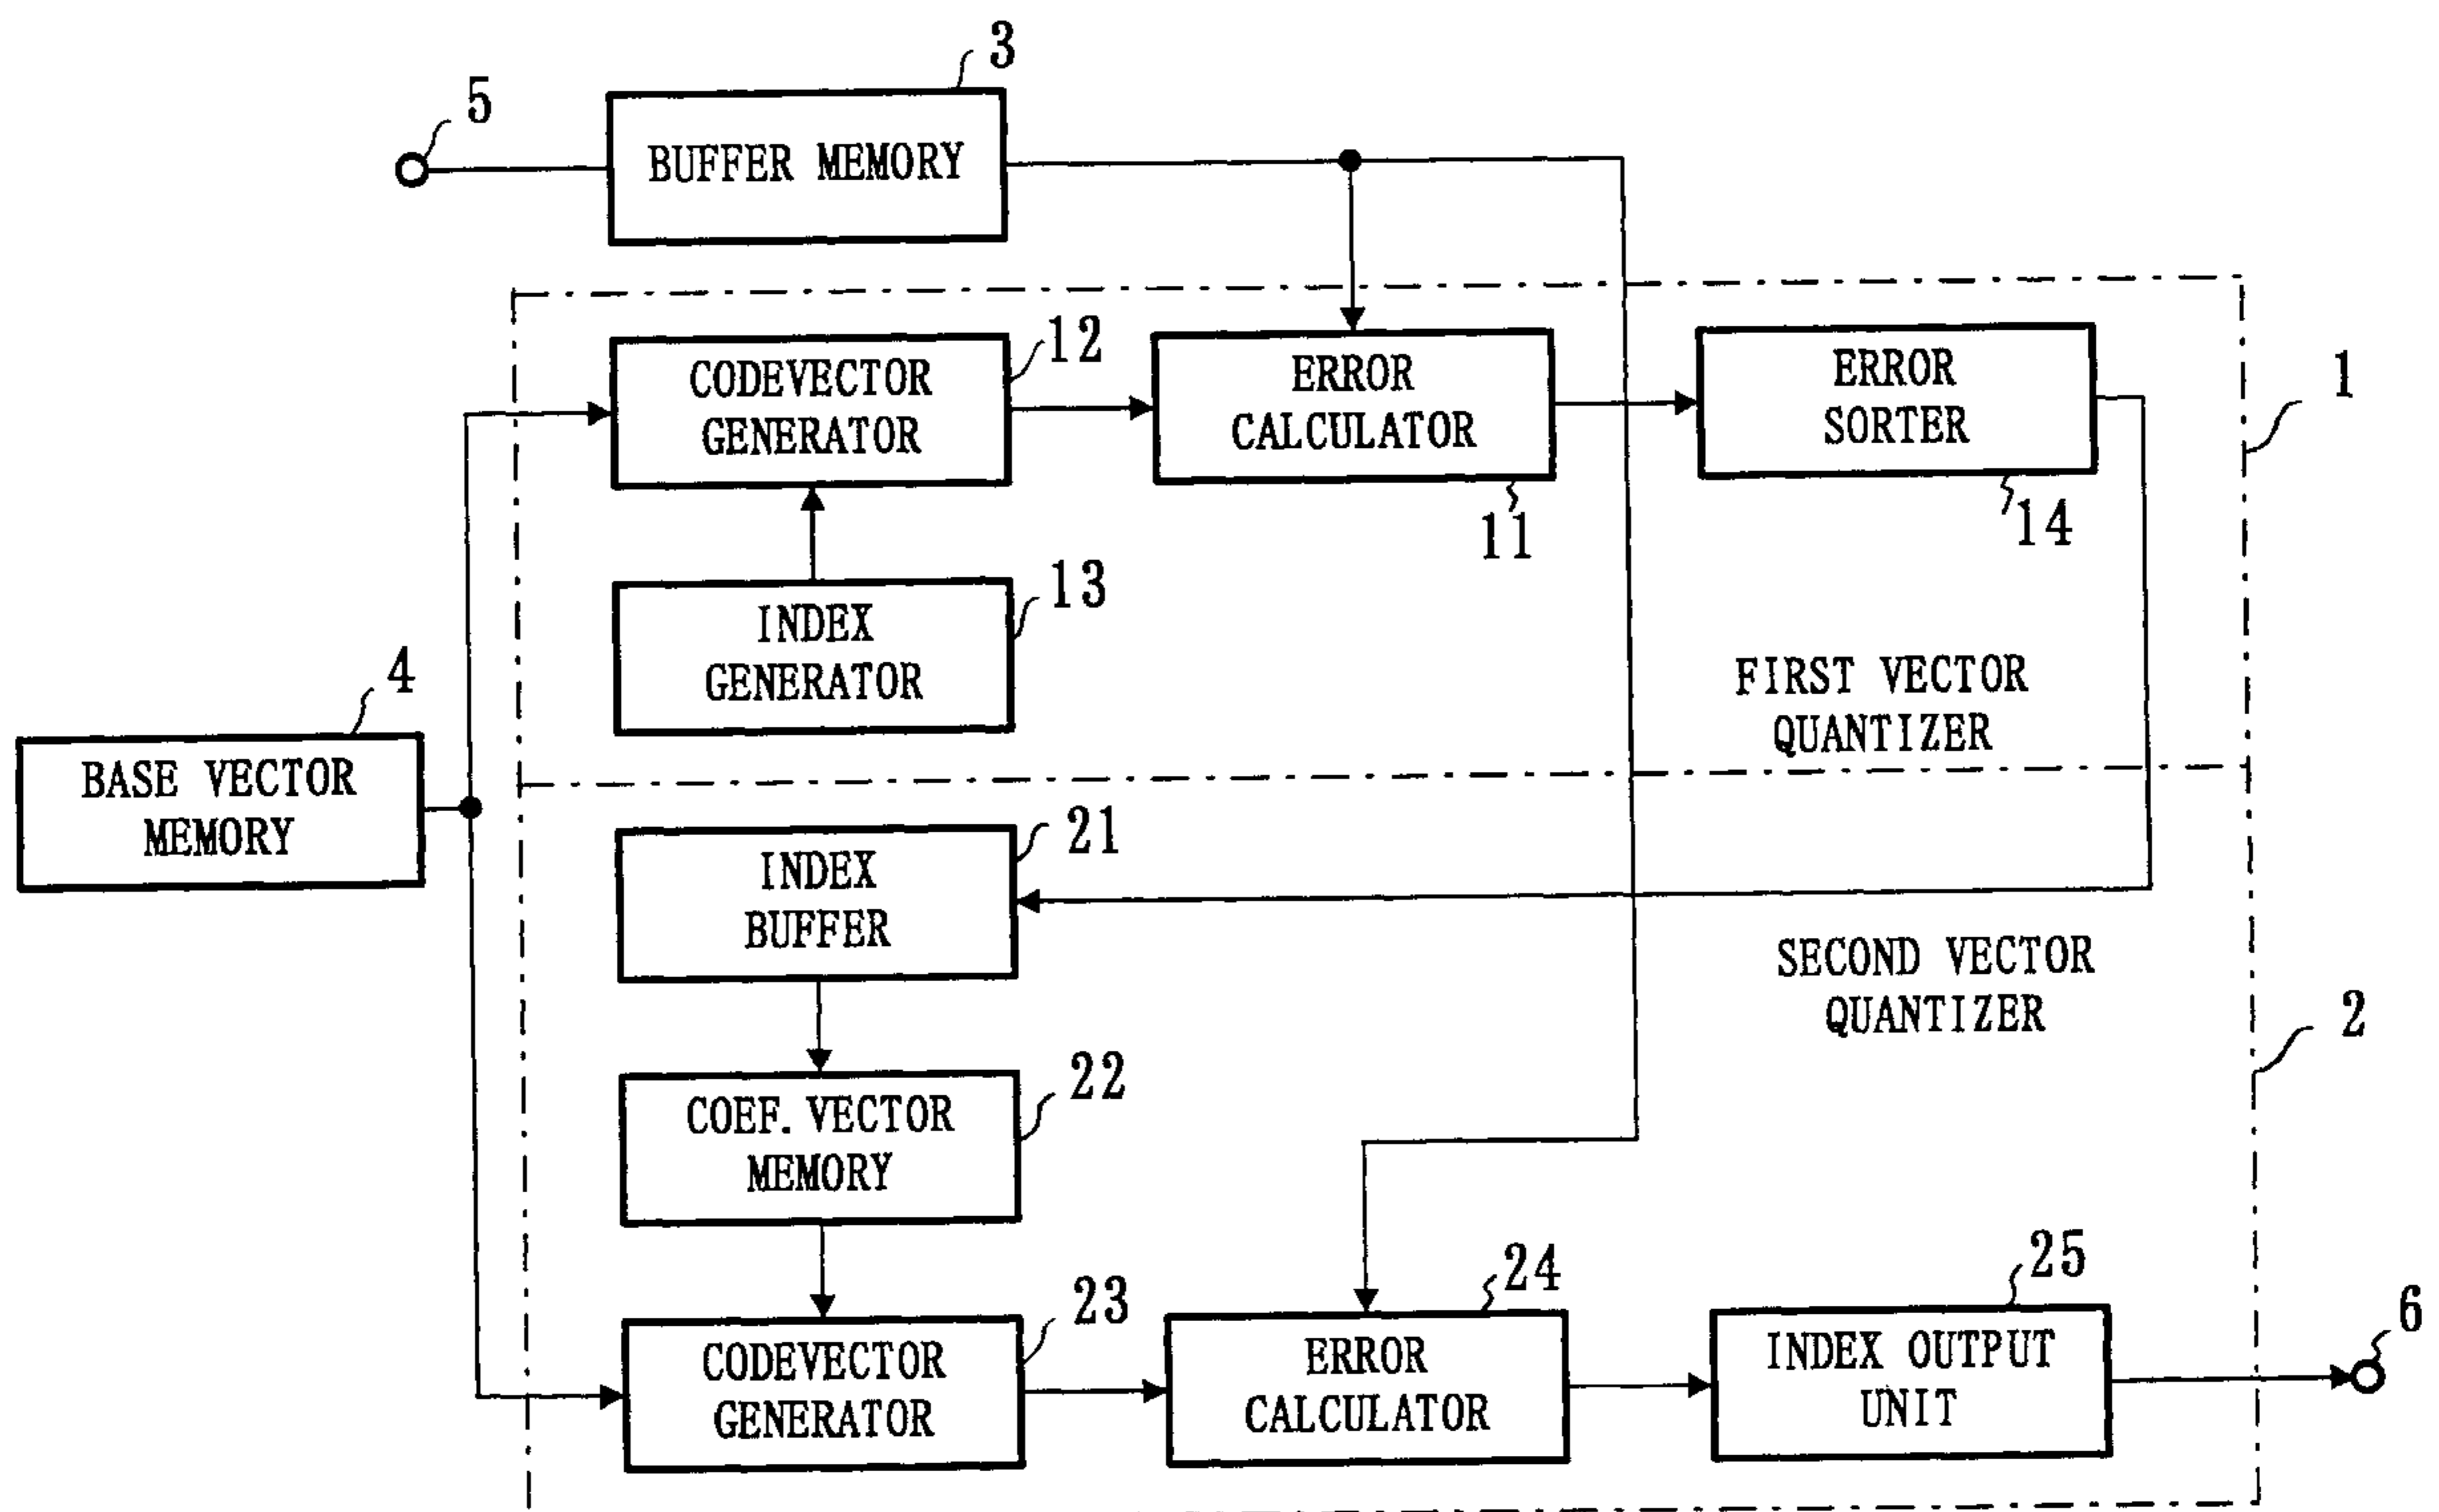 3
5
BUFFER MEMORY
12
CODEVECTOR
GENERATOR
ERROR
CALCULATOR
11
ERROR
SORTER
14
1
13
INDEX
GENERATOR
FIRST VECTOR
QUANTIZER
4
BASE VECTOR
MEMORY
21
INDEX
BUFFER
SECOND VECTOR
QUANTIZER
2
22
COEF. VECTOR
MEMORY
23
CODEVECTOR
GENERATOR
24
ERROR
CALCULATOR
25
INDEX OUTPUT
UNIT
6